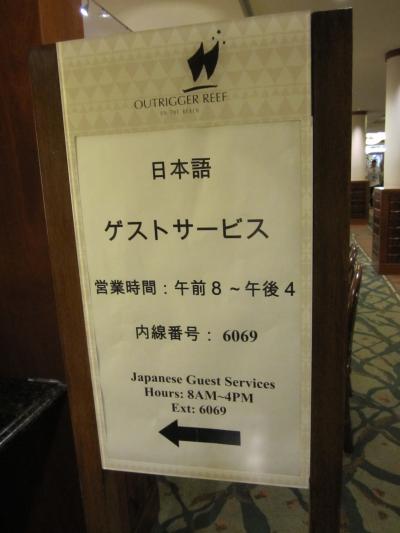 OUTRIGGER REEF
ON THE BEACH
日本語
ゲストサービス
営業時間：午前８～午後４
内線番号： 6069
Japanese Guest Services
Hours: 8AM~4PM
Ext: 6069